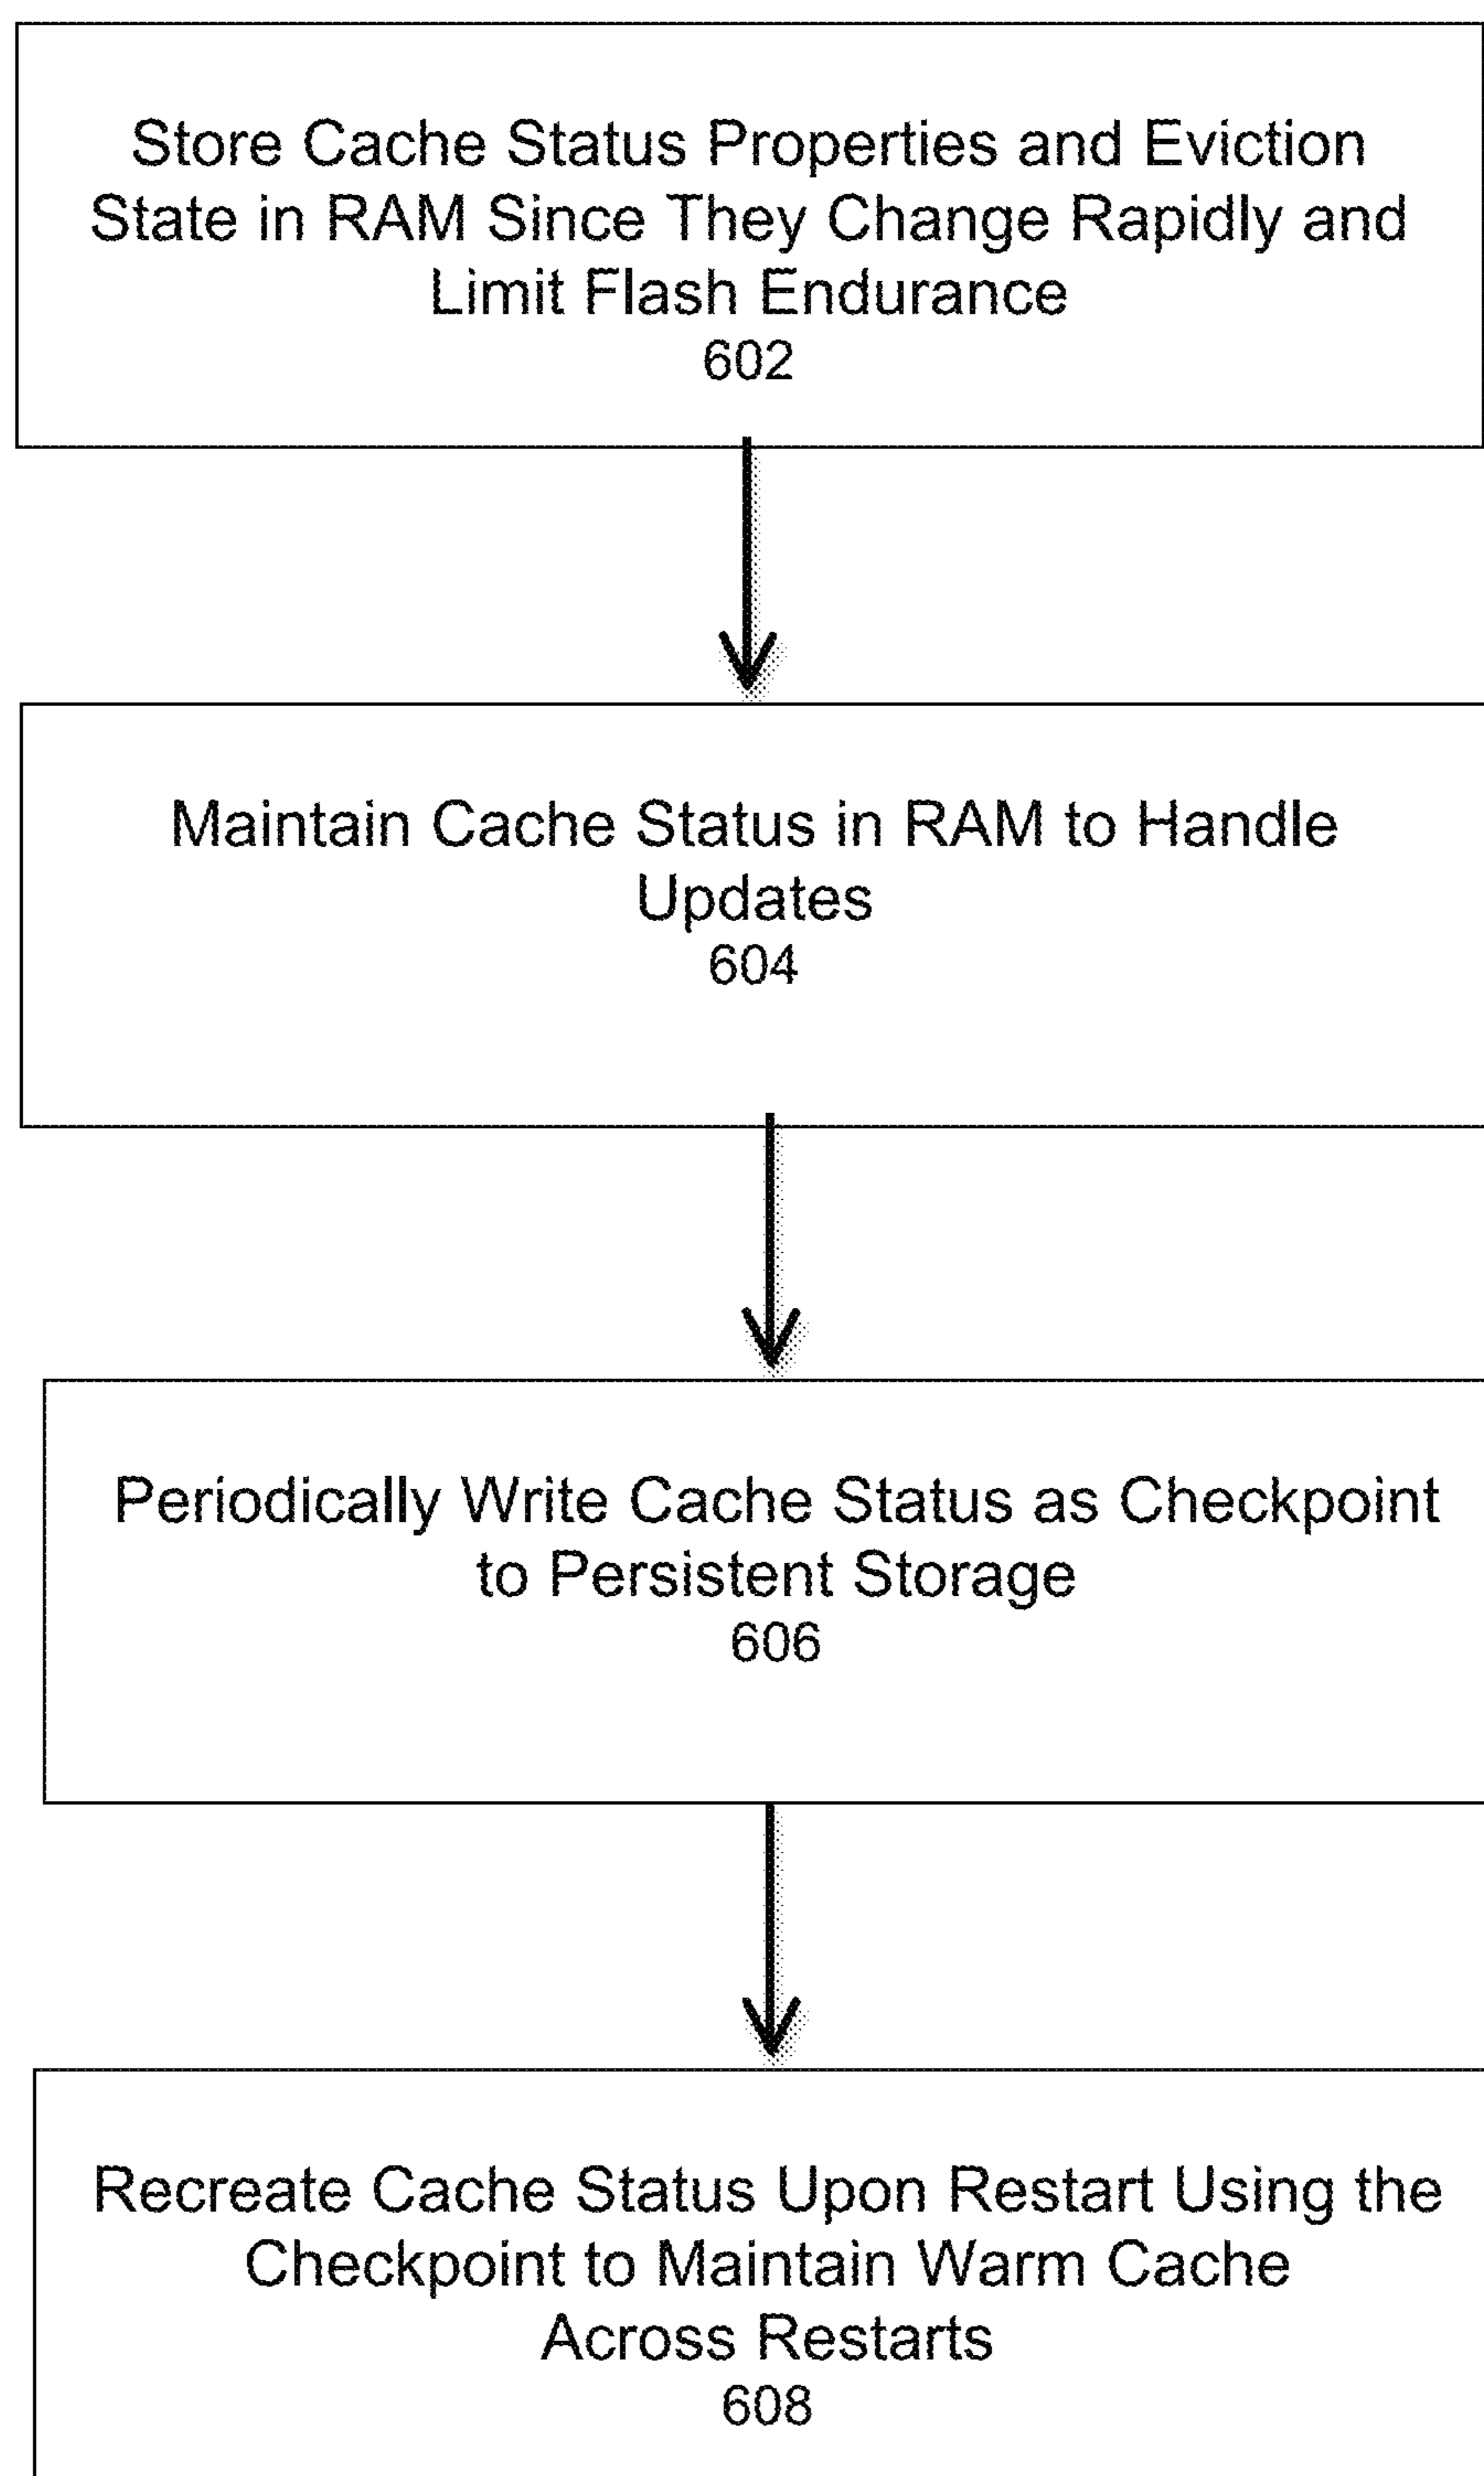 Store Cache Status Properties and Eviction
State in RAM Since They Change Rapidly and
Limit Flash Endurance
602
Maintain Cache Status in RAM to Handle
Updates
604
Periodically Write Cache Status as Checkpoint
to Persistent Storage
606
Recreate Cache Status Upon Restart Using the
Checkpoint to Maintain Warm Cache
Across Restarts
608